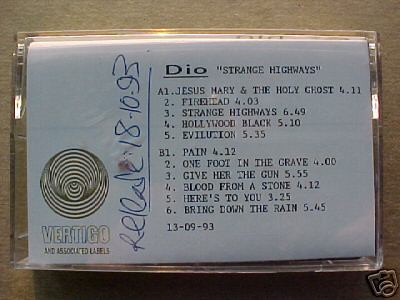 Dio "STRANGE HIGHWAYS"
A1.JESUS MARY & THE HOLY GHOST 4.11
2. FIREHEAD 4.03
3. STRANGE HIGHWAYS 6.49
4. HOLLYWOOD BLACK 5.10
5. EVILUTION 5.35
B1. PAIN 4.12
2. ONE FOOT IN THE GRAVE 4.00
3. GIVE HER THE GUN 5.55
4. BLOOD FROM A STONE 4.12
5. HERE'S TO YOU 3.25
6. BRING DOWN THE RAIN 5.45
13-09-93
Release: 18-10-93
VERTIGO
AND ASSOCIATED LABELS